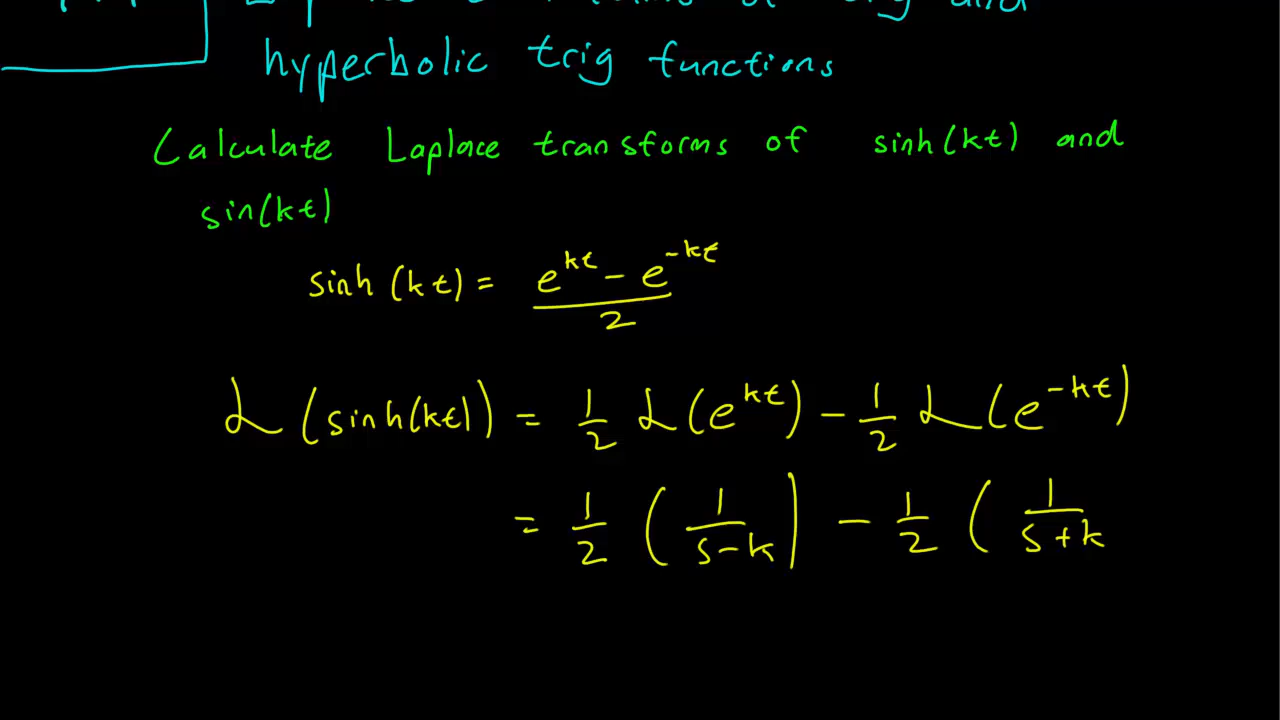 and
hyperbolic trig functions
Calculate Laplace transforms of sinh(kt) and
sin(kt)
sinh(kt) = (e^{kt} - e^{-kt})/2
ℒ(sinh(kt)) = 1/2 ℒ(e^{kt}) - 1/2 ℒ(e^{-kt})
= 1/2 (1/(s-k)) - 1/2 (1/(s+k)